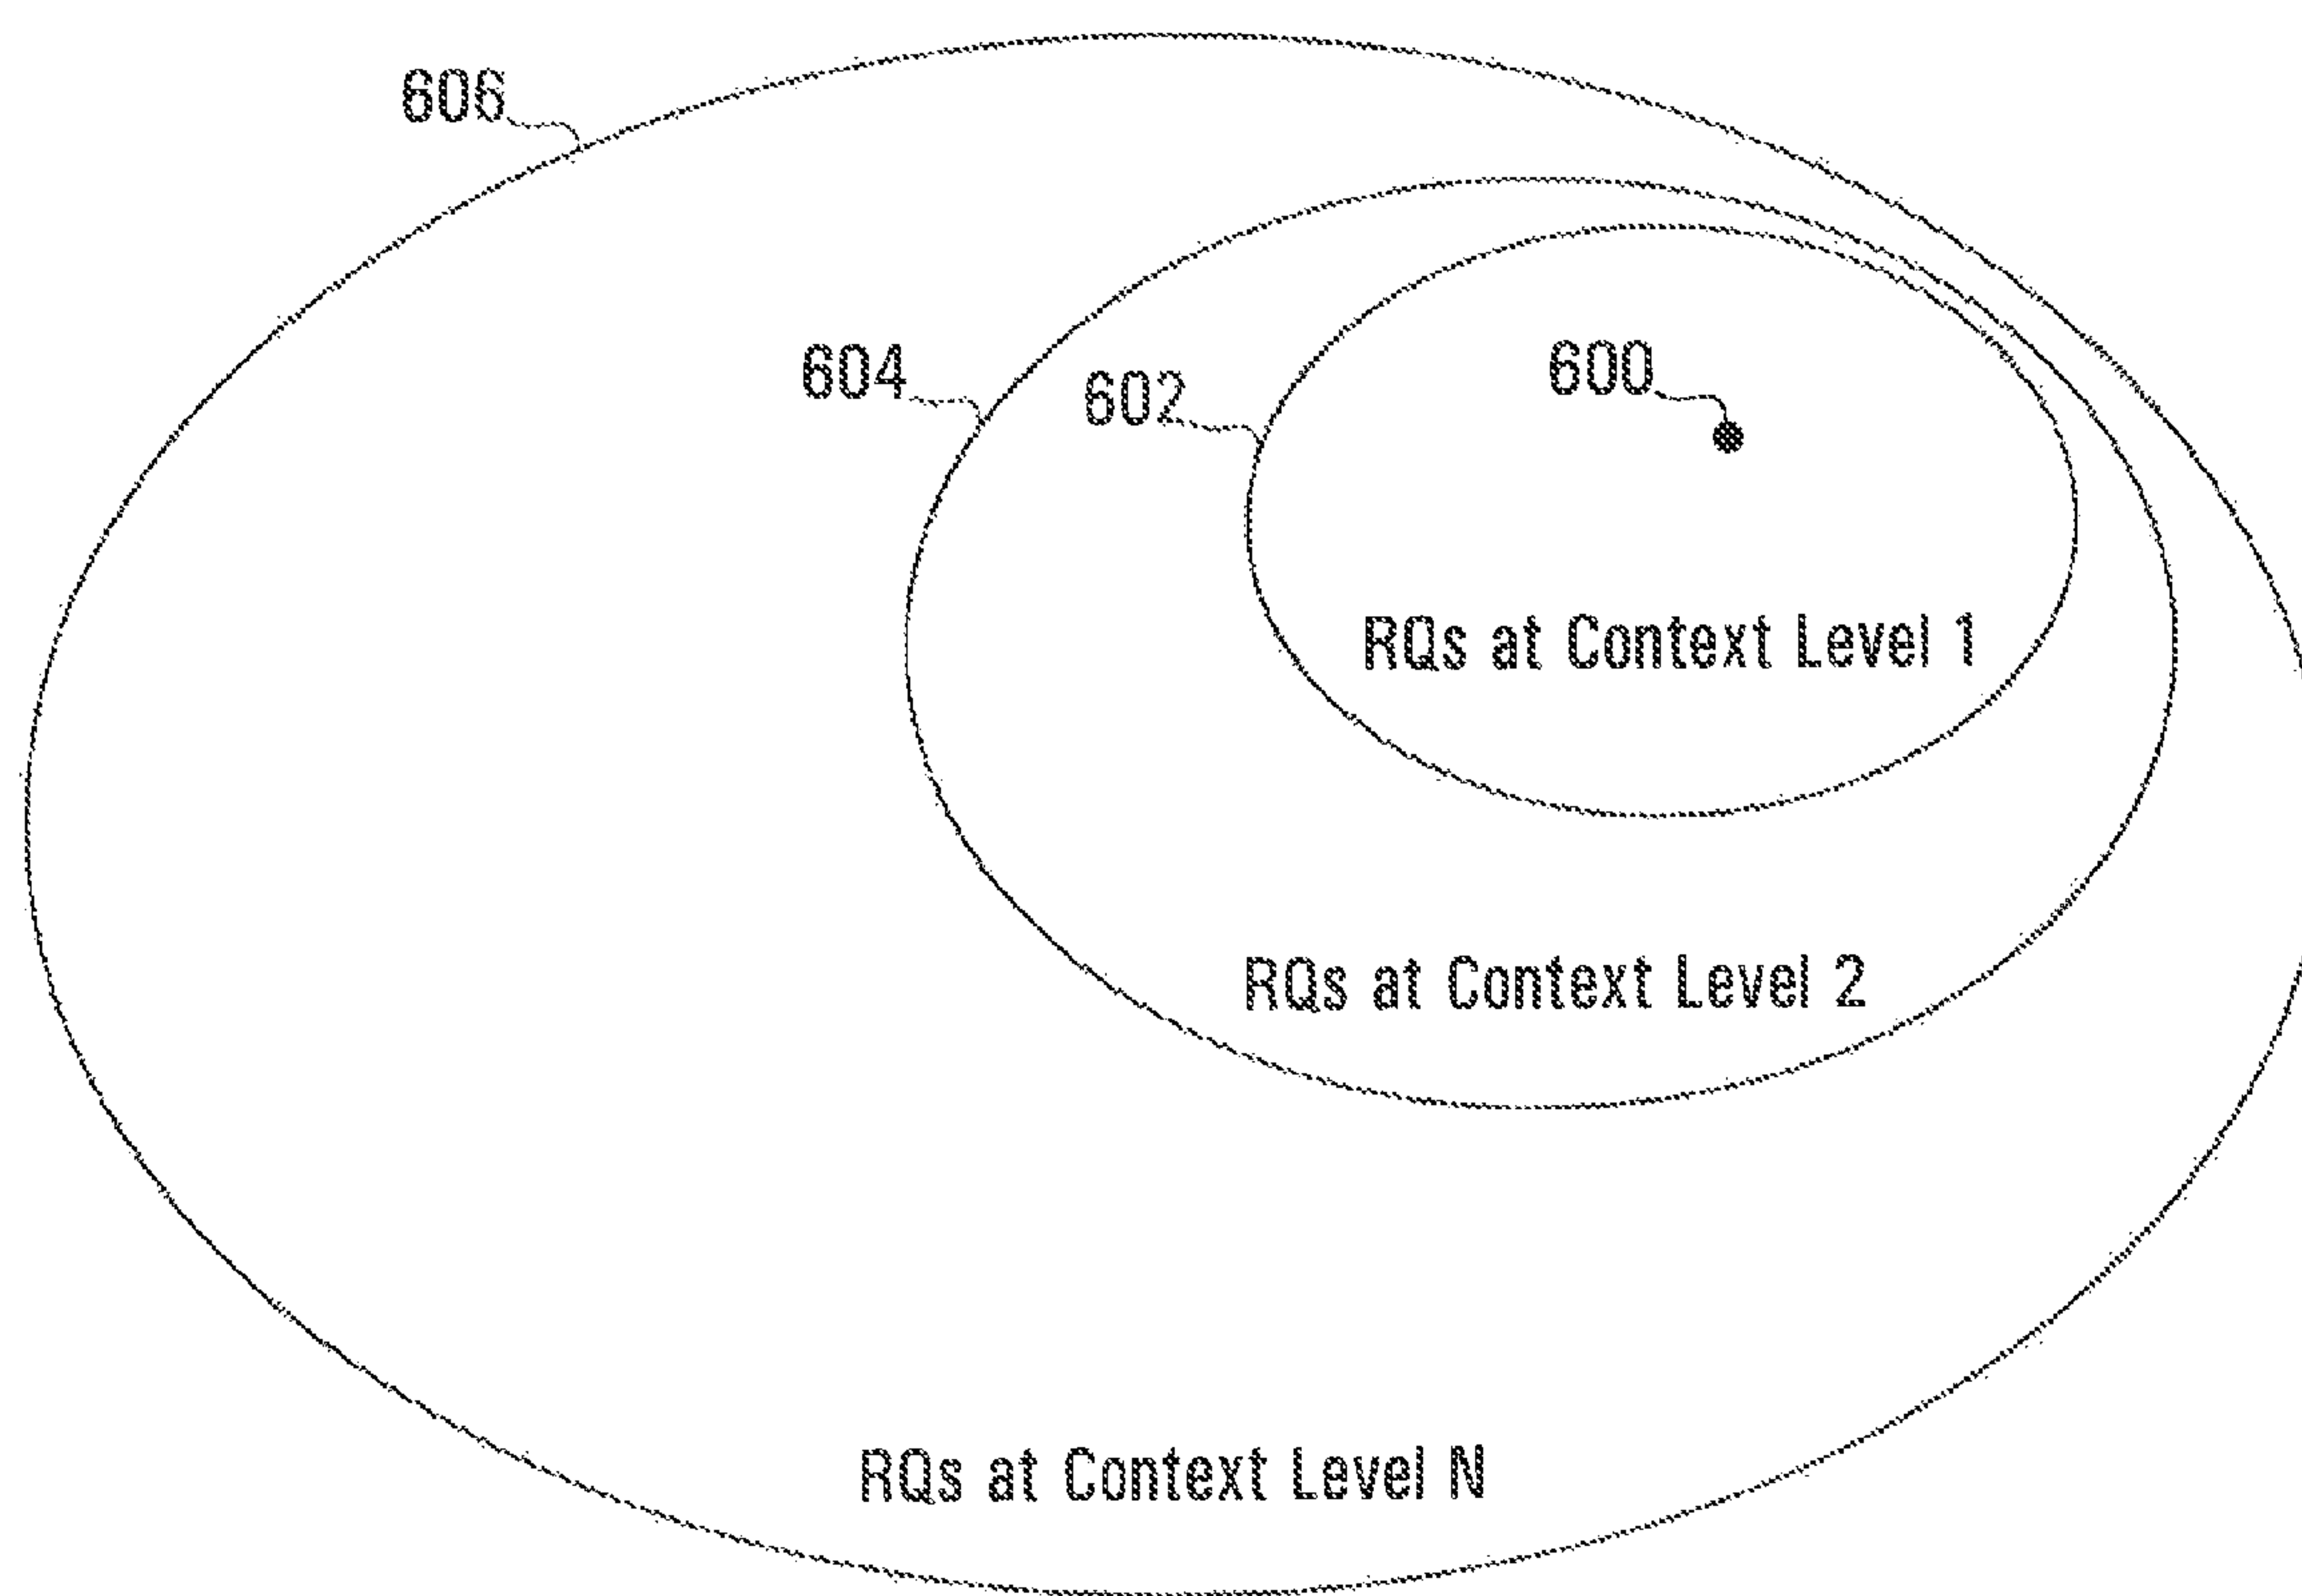 606
604
602
600
RQs at Context Level 1
RQs at Context Level 2
RQs at Context Level N